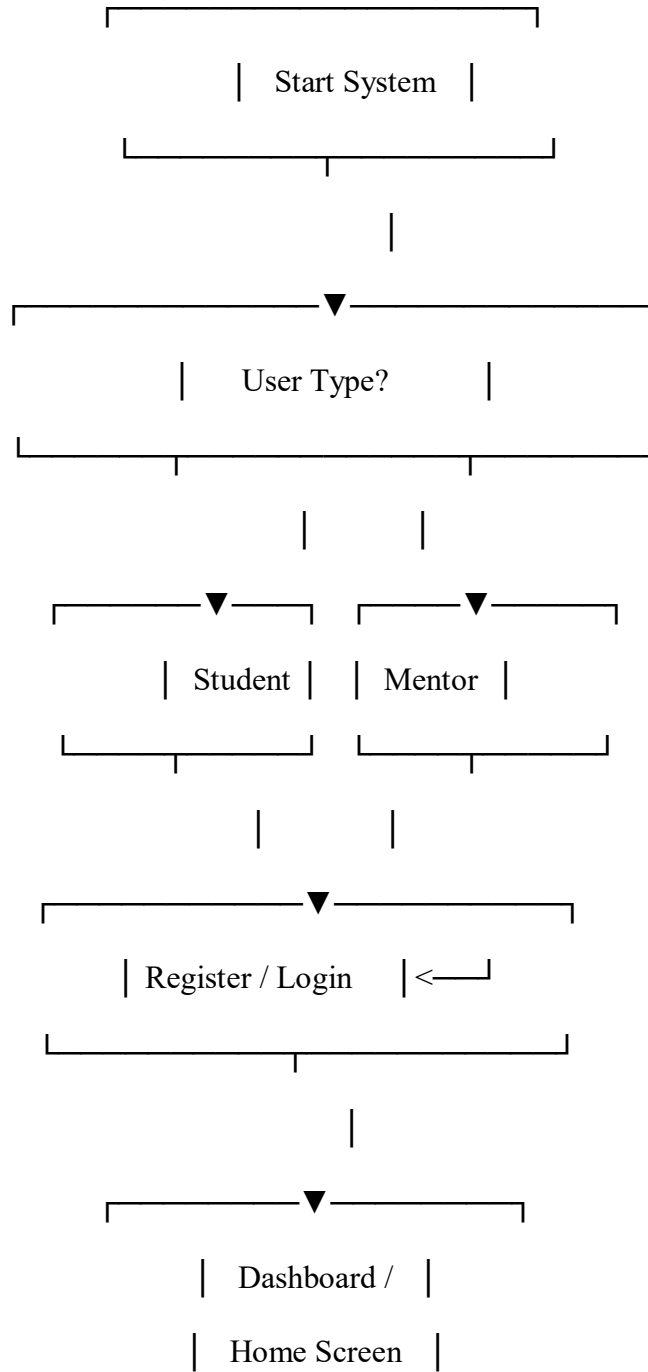 Start System
User Type?
Student Mentor
Register / Login
Dashboard /
Home Screen